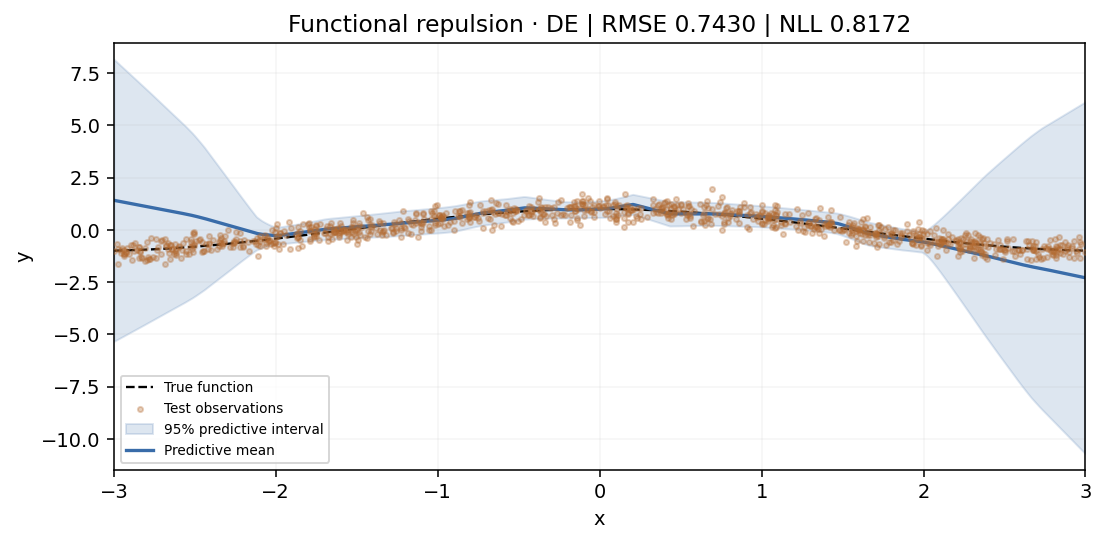 Functional repulsion · DE | RMSE 0.7430 | NLL 0.8172
y
7.5
5.0
2.5
0.0
−2.5
−5.0
−7.5
−10.0
True function
Test observations
95% predictive interval
Predictive mean
−3
−2
−1
0
1
2
3
x